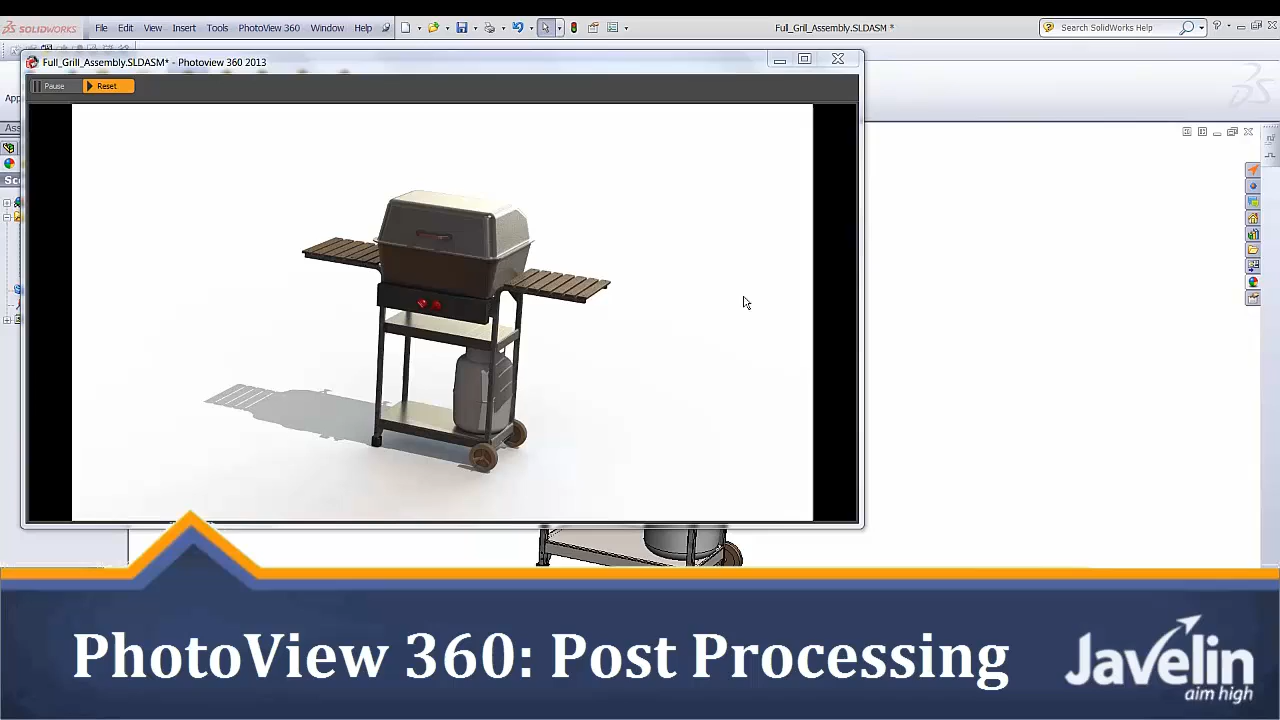 SOLIDWORKS File Edit View Insert Tools PhotoView 360 Window Help Full_Grill_Assembly.SLDASM * Search SolidWorks Help
Full_Grill_Assembly.SLDASM* - Photoview 360 2013
Pause Reset
PhotoView 360: Post Processing
Javelin
aim high